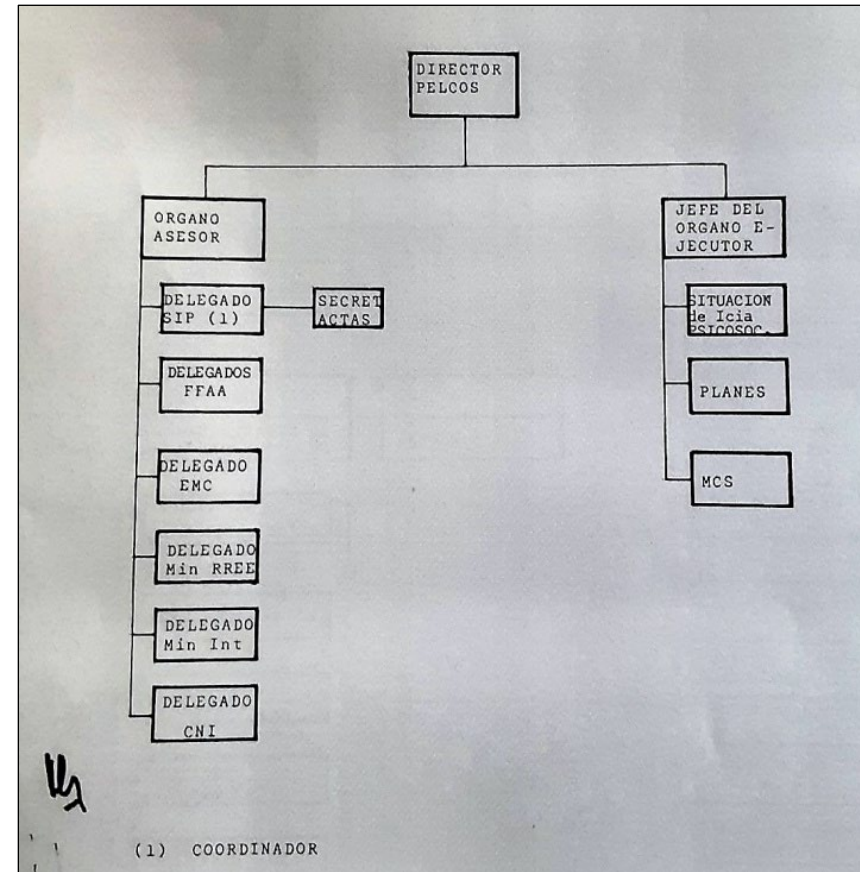 DIRECTOR
PELCOS
ORGANO
ASESOR
DELEGADO
SIP (1)
SECRET
ACTAS
DELEGADOS
FFAA
DELEGADO
EMC
DELEGADO
Min RREE
DELEGADO
Min Int
DELEGADO
CNI
JEFE DEL
ORGANO E-
JECUTOR
SITUACION
de Icia
PSICOSOC.
PLANES
MCS
(1) COORDINADOR